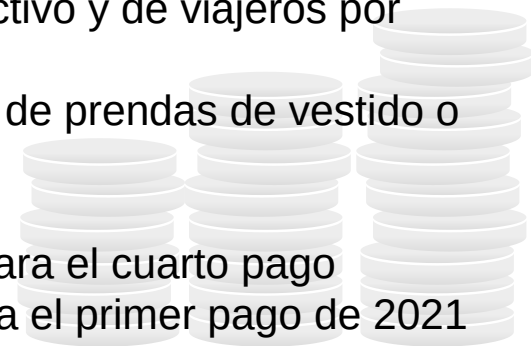 ctivo y de viajeros por
de prendas de vestido o
ara el cuarto pago
a el primer pago de 2021